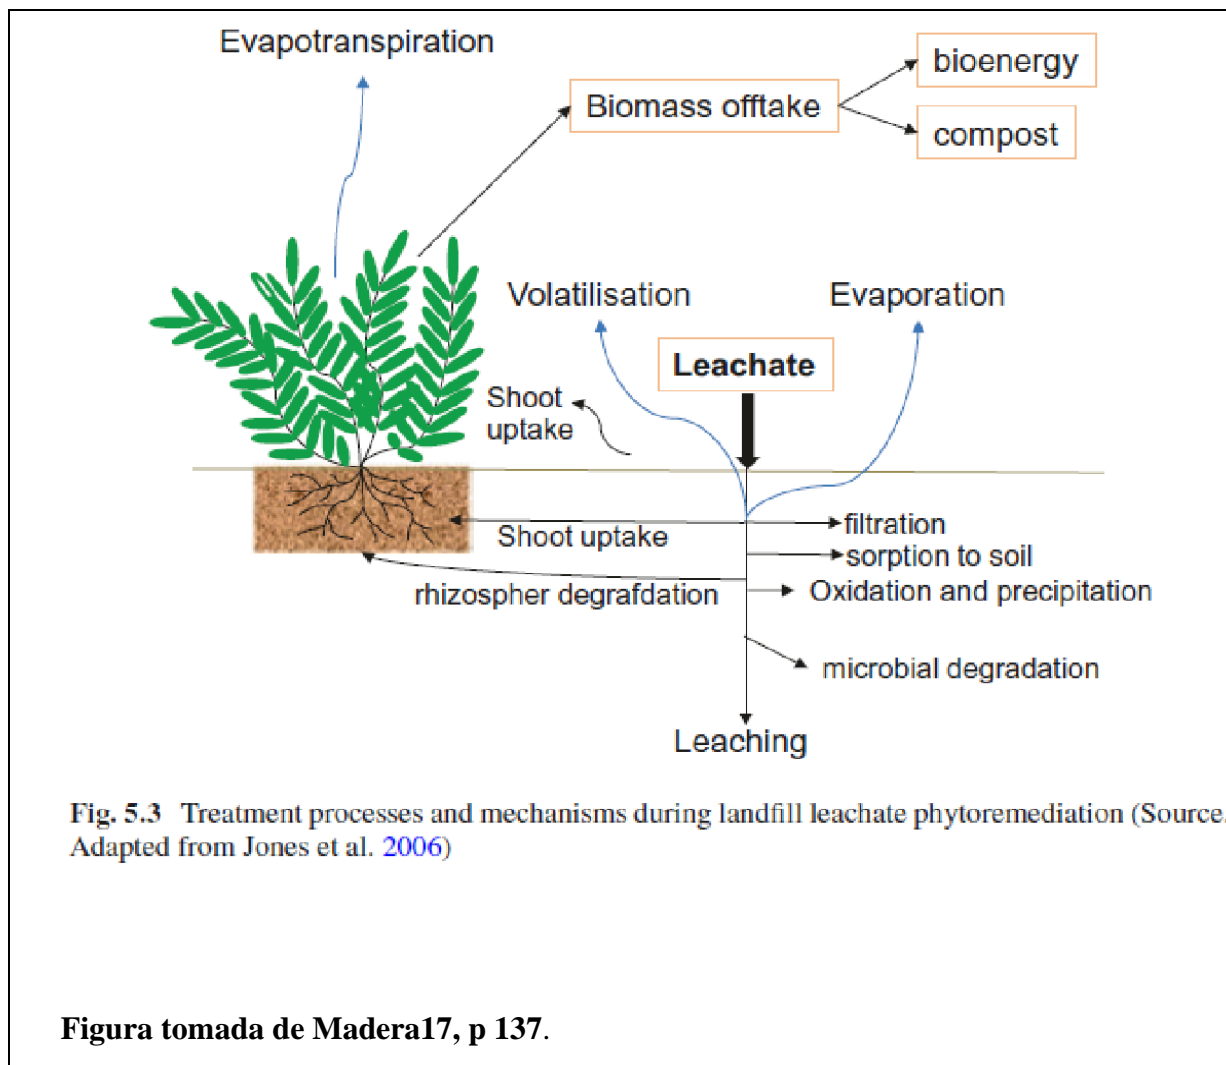 Evapotranspiration
bioenergy
Biomass offtake
compost
Volatilisation
Evaporation
Leachate
Shoot
uptake
filtration
Shoot uptake
sorption to soil
rhizospher degrafdation
Oxidation and precipitation
microbial degradation
Leaching
Fig. 5.3 Treatment processes and mechanisms during landfill leachate phytoremediation (Source.
Adapted from Jones et al. 2006)
Figura tomada de Madera17, p 137.